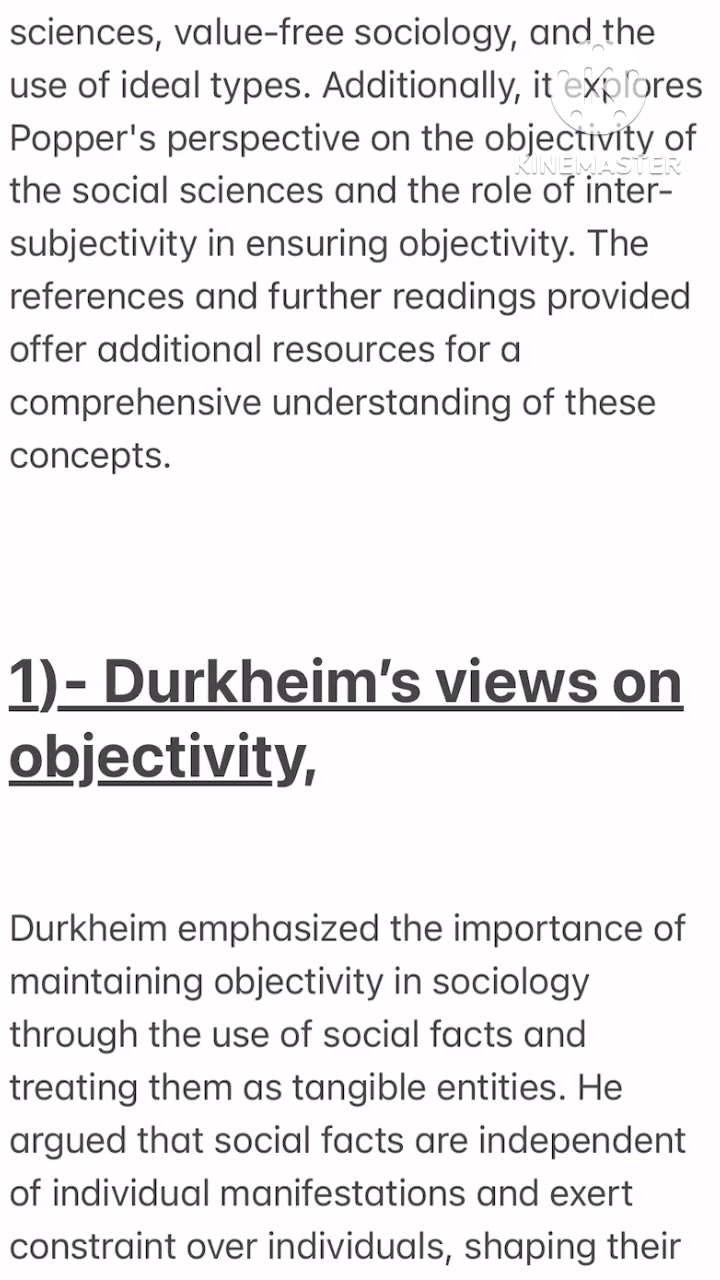 sciences, value-free sociology, and the
use of ideal types. Additionally, it explores
Popper's perspective on the objectivity of
KINEMASTER
the social sciences and the role of inter-
subjectivity in ensuring objectivity. The
references and further readings provided
offer additional resources for a
comprehensive understanding of these
concepts.
1)- Durkheim’s views on
objectivity,
Durkheim emphasized the importance of
maintaining objectivity in sociology
through the use of social facts and
treating them as tangible entities. He
argued that social facts are independent
of individual manifestations and exert
constraint over individuals, shaping their